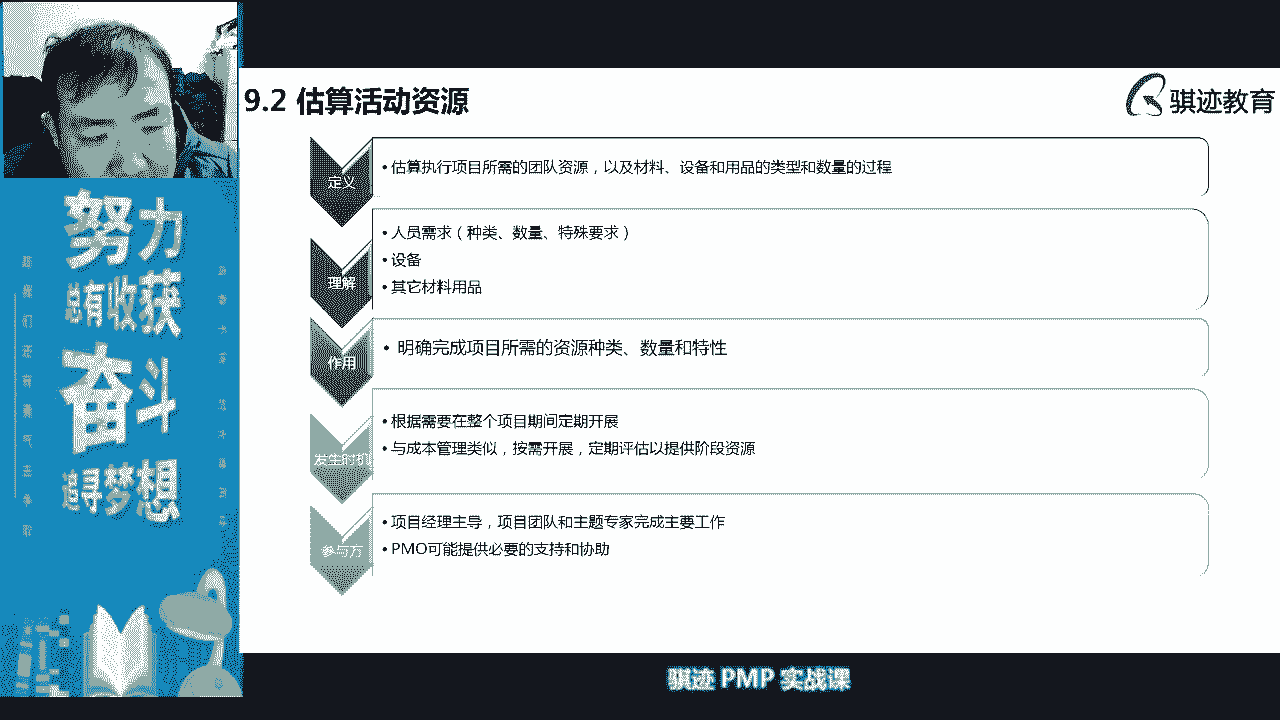 9.2 估算活动资源
骐迹教育
定义
•估算执行项目所需的团队资源，以及材料、设备和用品的类型和数量的过程
理解
•人员需求（种类、数量、特殊要求）
•设备
•其它材料用品
作用
• 明确完成项目所需的资源种类、数量和特性
发生时机
•根据需要在整个项目期间定期开展
•与成本管理类似，按需开展，定期评估以提供阶段资源
参与方
•项目经理主导，项目团队和主题专家完成主要工作
•PMO可能提供必要的支持和协助
努力
总有收获
奋斗
追寻梦想
骐迹 PMP 实战课